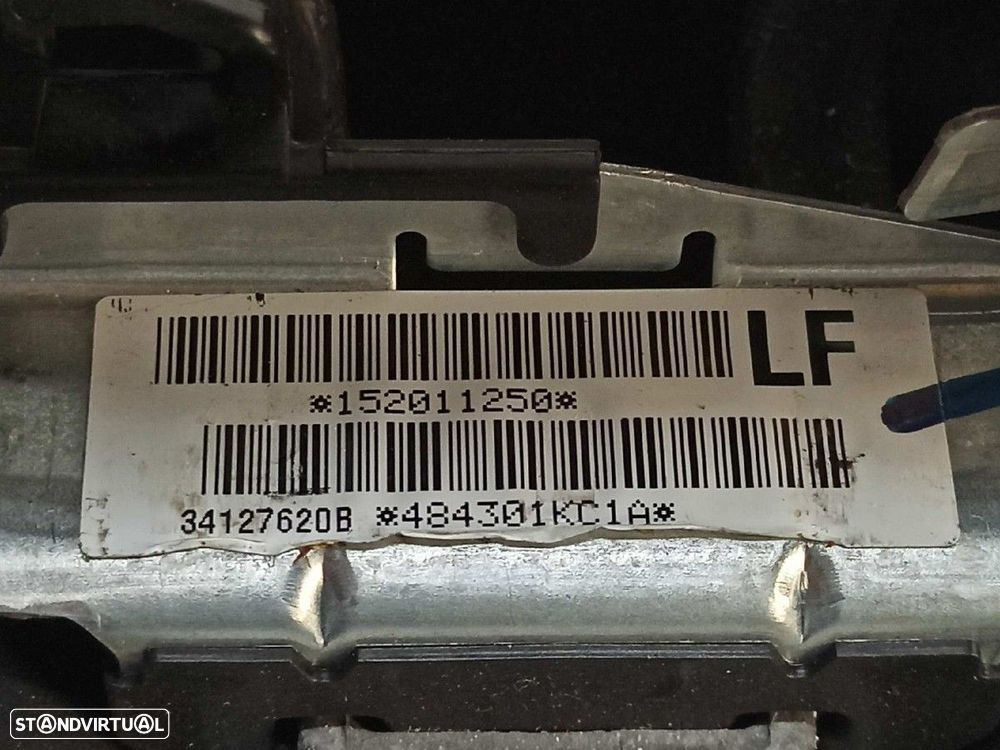 LF
*152011250*
34127620B *484301KC1A*
STANDVIRTUAL